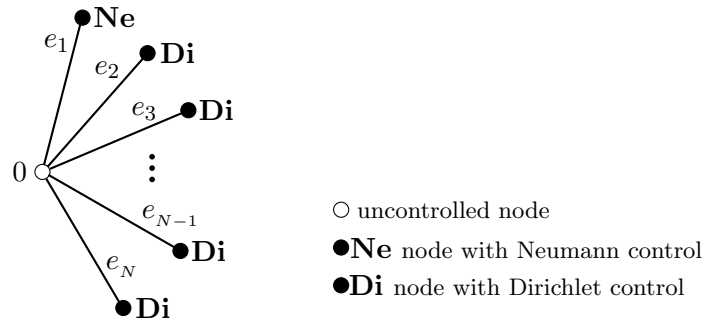 Ne
e₁
Di
e₂
Di
e₃
0
⋮
e_{N−1}
Di
e_N
Di
uncontrolled node
Ne node with Neumann control
Di node with Dirichlet control